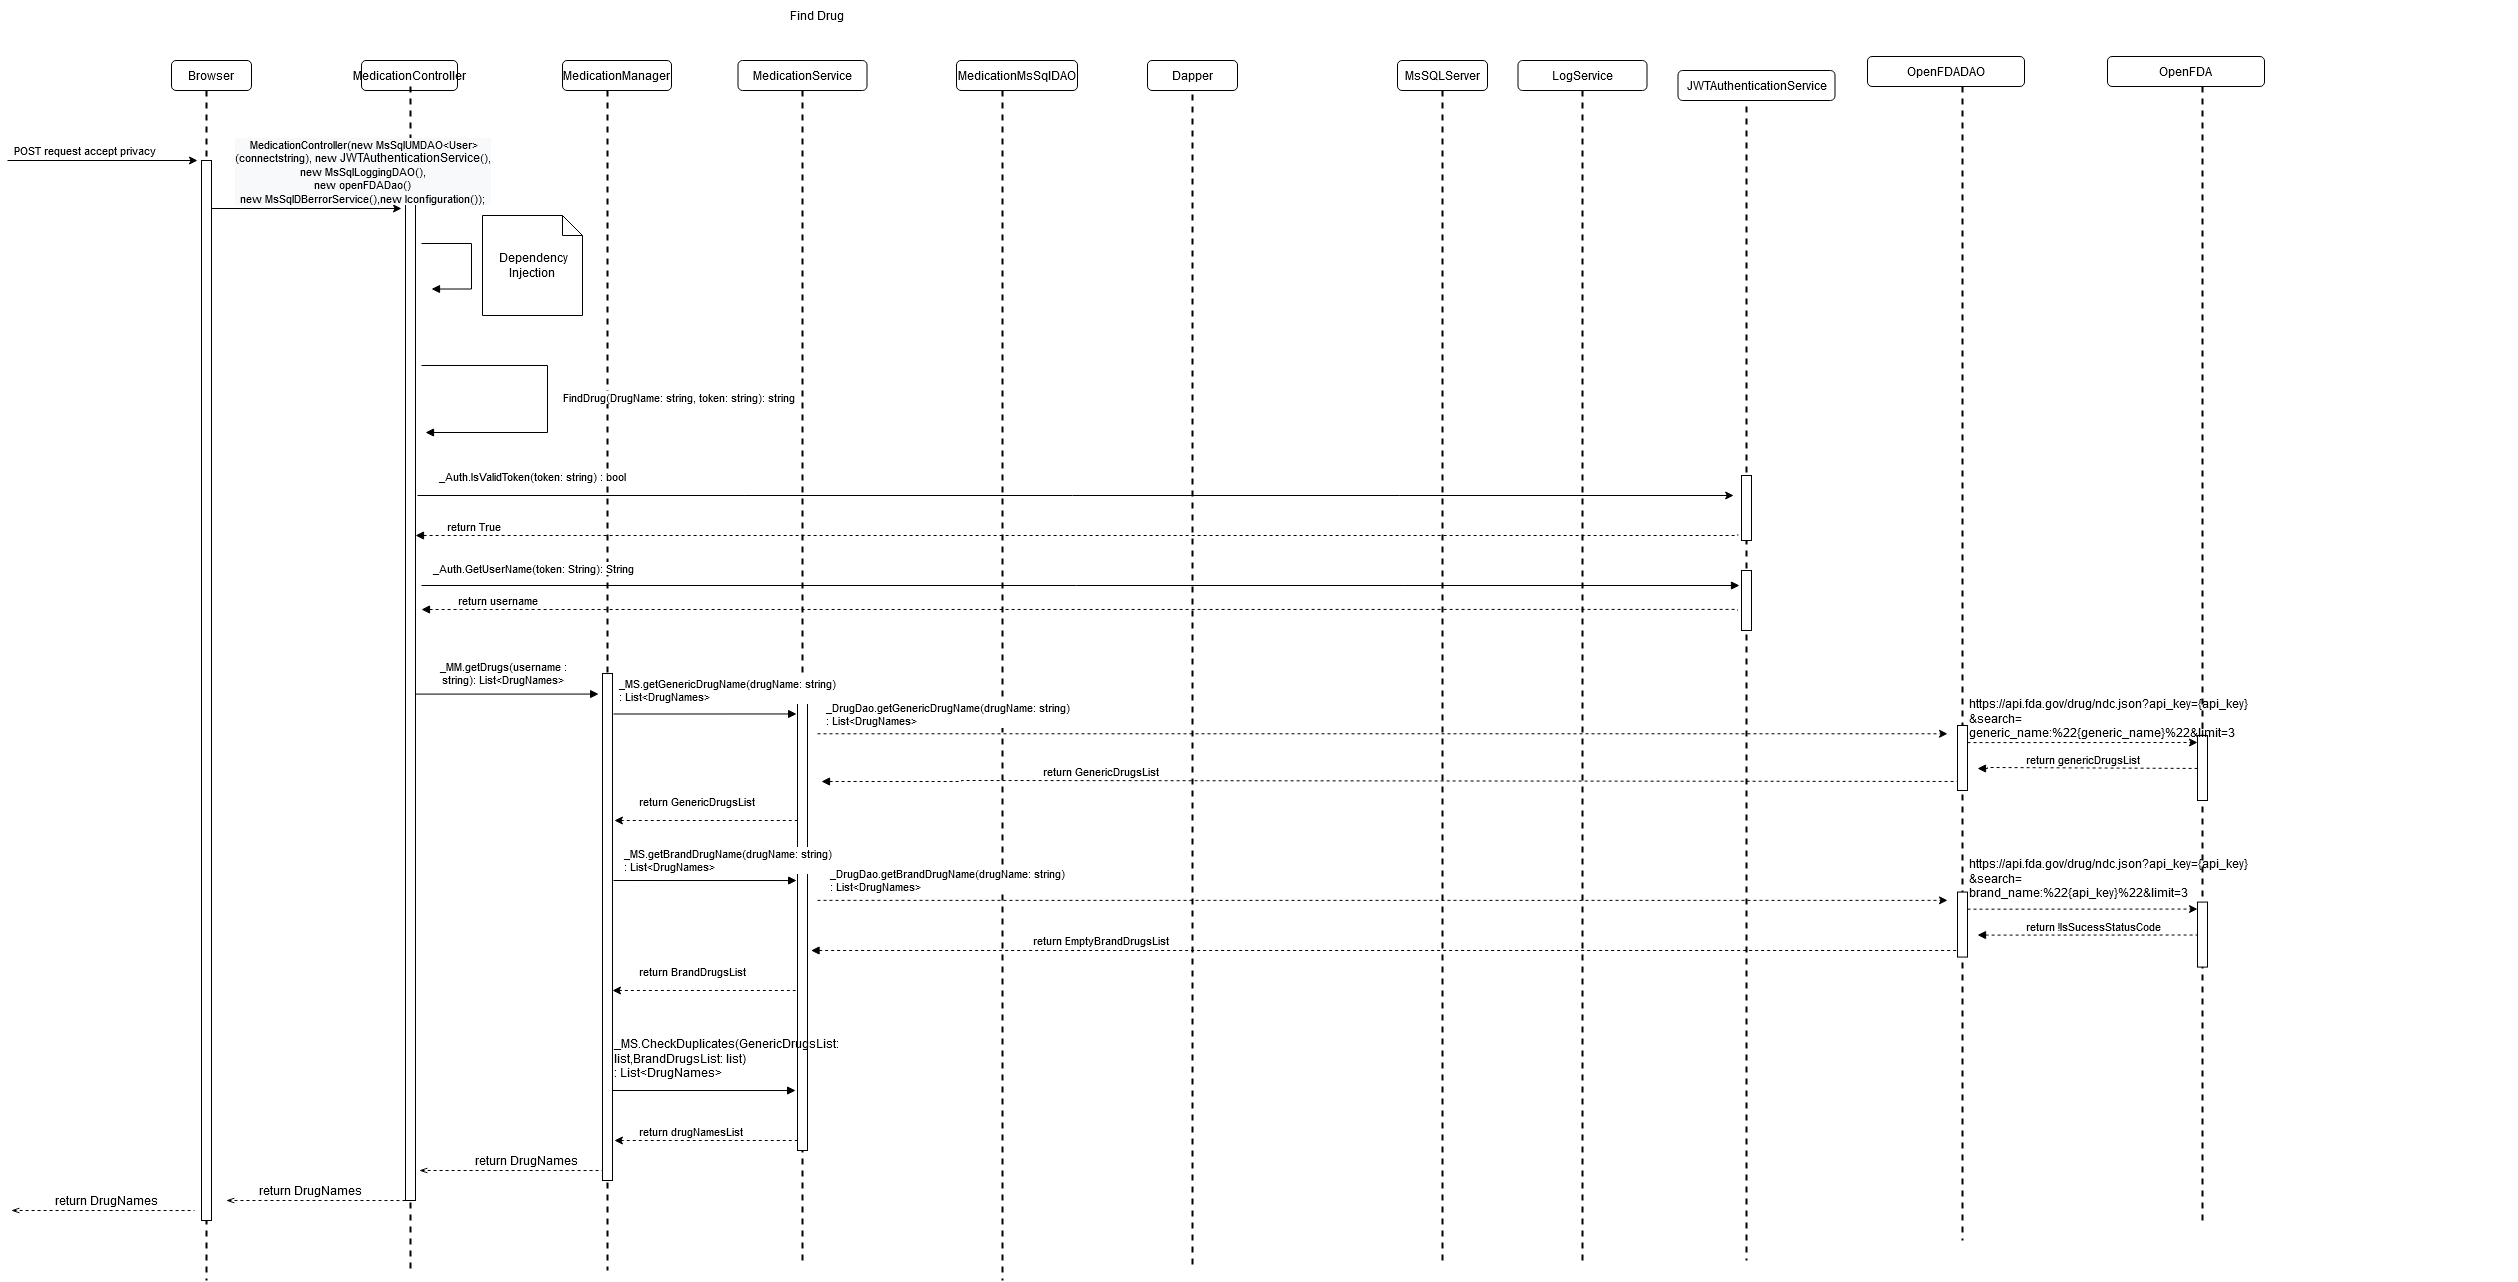 Find Drug
Browser
MedicationController
MedicationManager
MedicationService
MedicationMsSqlDAO
Dapper
MsSQLServer
LogService
JWTAuthenticationService
OpenFDADAO
OpenFDA
POST request accept privacy
MedicationController(new MsSqlUMDAO<User>
(connectstring), new JWTAuthenticationService(),
new MsSqlLoggingDAO(),
new openFDADao()
new MsSqlDBerrorService(),new Iconfiguration());
Dependency
Injection
FindDrug(DrugName: string, token: string): string
_Auth.IsValidToken(token: string) : bool
return True
_Auth.GetUserName(token: String): String
return username
_MM.getDrugs(username :
string): List<DrugNames>
_MS.getGenericDrugName(drugName: string)
: List<DrugNames>
_DrugDao.getGenericDrugName(drugName: string)
: List<DrugNames>
https://api.fda.gov/drug/ndc.json?api_key={api_key}
&search=
generic_name:%22{generic_name}%22&limit=3
return genericDrugsList
return GenericDrugsList
return GenericDrugsList
_MS.getBrandDrugName(drugName: string)
: List<DrugNames>
_DrugDao.getBrandDrugName(drugName: string)
: List<DrugNames>
https://api.fda.gov/drug/ndc.json?api_key={api_key}
&search=
brand_name:%22{api_key}%22&limit=3
return !IsSucessStatusCode
return EmptyBrandDrugsList
return BrandDrugsList
_MS.CheckDuplicates(GenericDrugsList:
list,BrandDrugsList: list)
: List<DrugNames>
return drugNamesList
return DrugNames
return DrugNames
return DrugNames